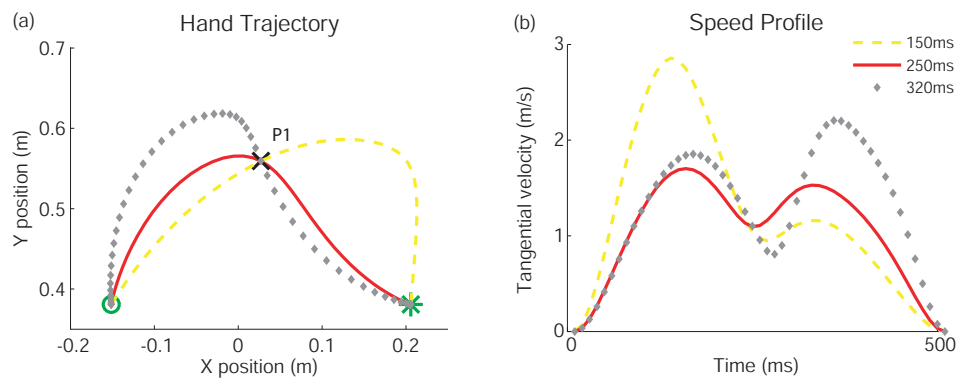 (a)
Hand Trajectory
0.7
0.6
0.5
0.4
Y position (m)
P1
-0.2
-0.1
0
0.1
0.2
X position (m)
(b)
Speed Profile
3
2
1
0
Tangential velocity (m/s)
150ms
250ms
320ms
0
500
Time (ms)